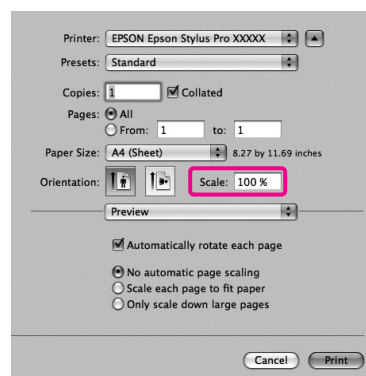 Printer: EPSON Epson Stylus Pro XXXXX
Presets: Standard
Copies: 1 Collated
Pages: All
From: 1 to: 1
Paper Size: A4 (Sheet) 8.27 by 11.69 inches
Orientation: Scale: 100 %
Preview
Automatically rotate each page
No automatic page scaling
Scale each page to fit paper
Only scale down large pages
Cancel Print